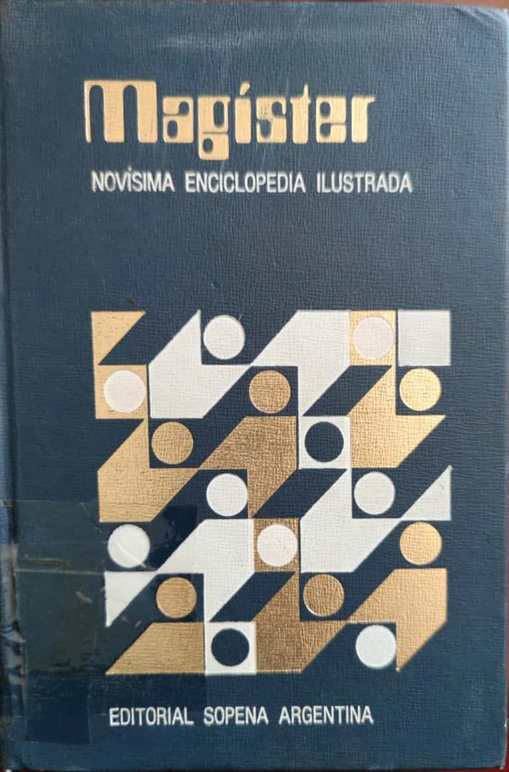 Magíster
NOVÍSIMA ENCICLOPEDIA ILUSTRADA
EDITORIAL SOPENA ARGENTINA